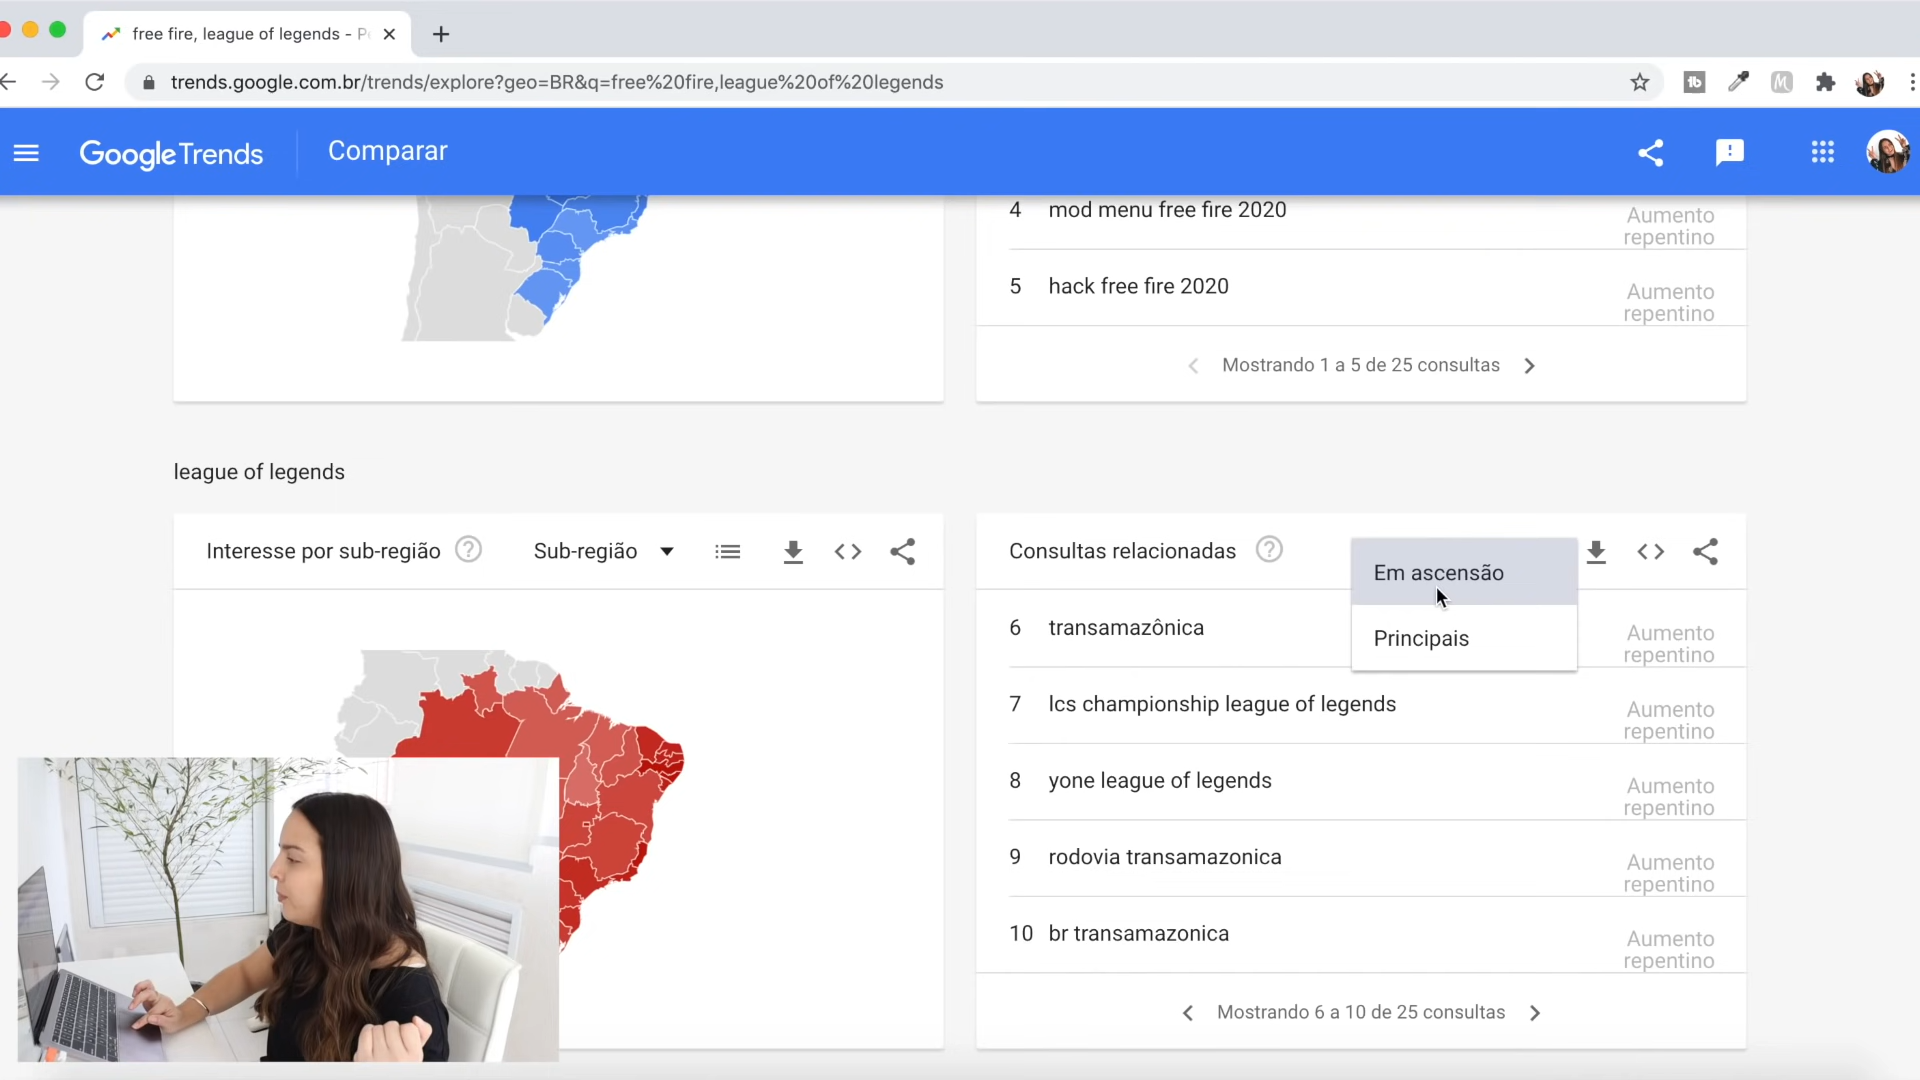 free fire, league of legends - P
trends.google.com.br/trends/explore?geo=BR&q=free%20fire,league%20of%20legends
Google Trends
Comparar
4 mod menu free fire 2020 Aumento repentino
5 hack free fire 2020 Aumento repentino
Mostrando 1 a 5 de 25 consultas
league of legends
Interesse por sub-região
Sub-região
Consultas relacionadas
Em ascensão
Principais
6 transamazônica Aumento repentino
7 lcs championship league of legends Aumento repentino
8 yone league of legends Aumento repentino
9 rodovia transamazonica Aumento repentino
10 br transamazonica Aumento repentino
Mostrando 6 a 10 de 25 consultas